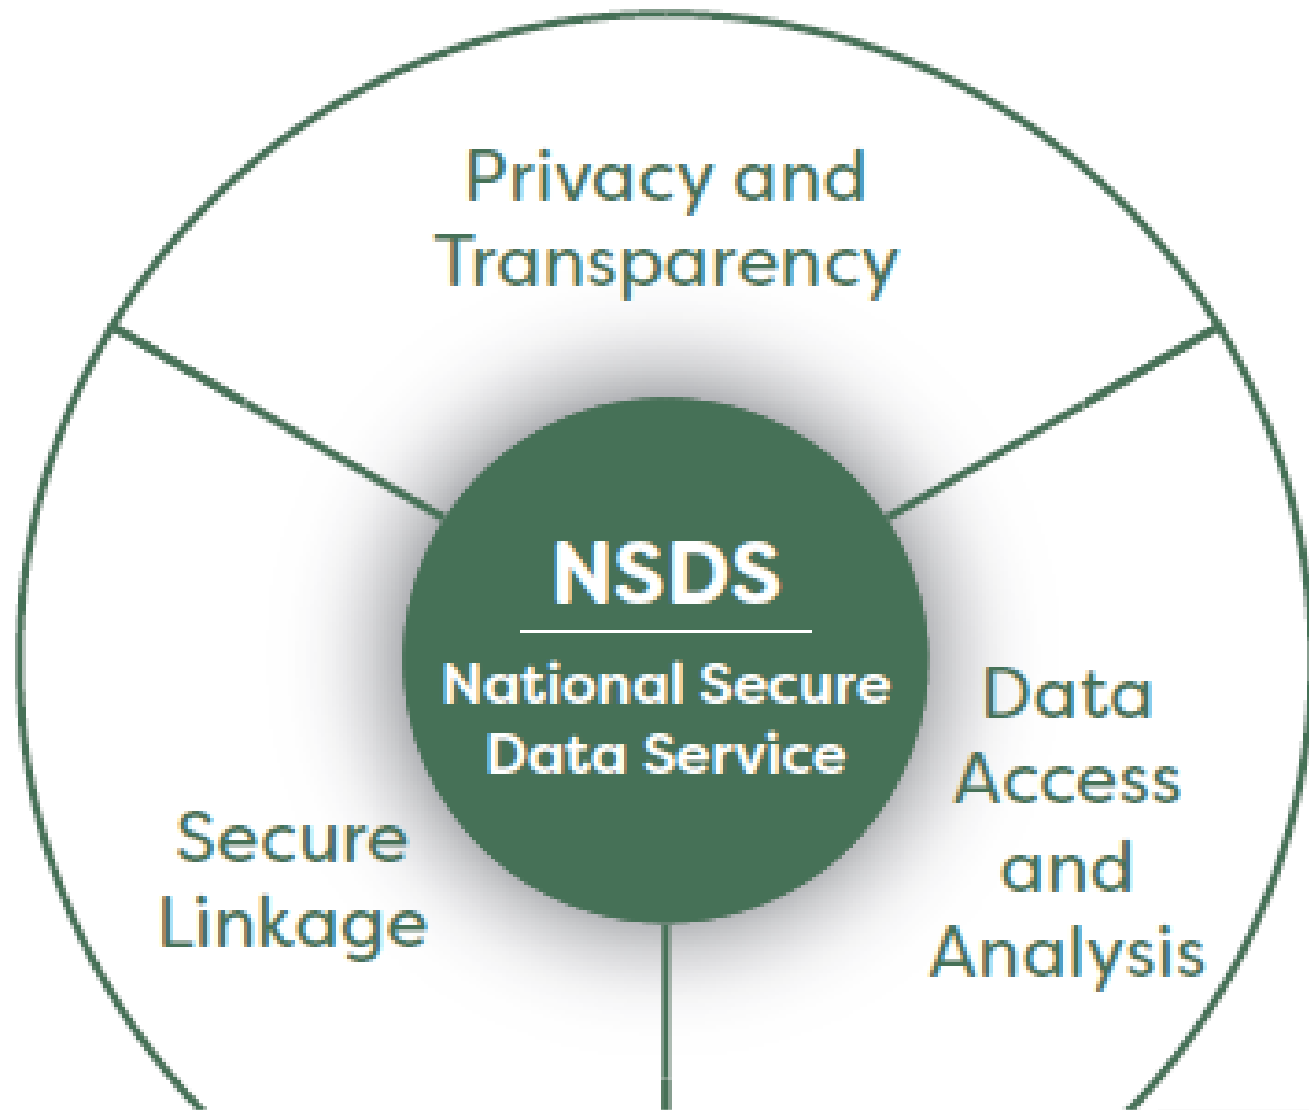 Privacy and
Transparency
NSDS
National Secure
Data Service
Data
Access
and
Analysis
Secure
Linkage